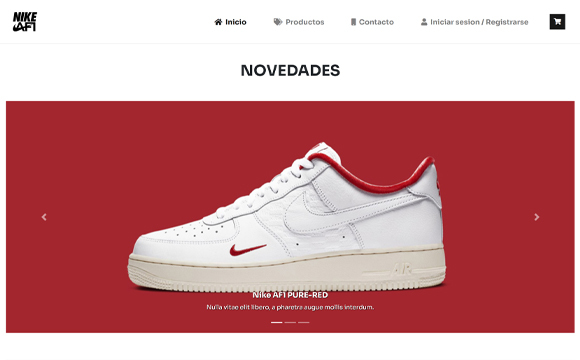 NIKE
AF1
Inicio
Productos
Contacto
Iniciar sesion / Registrarse
NOVEDADES
Nike AF1 PURE-RED
Nulla vitae elit libero, a pharetra augue mollis interdum.